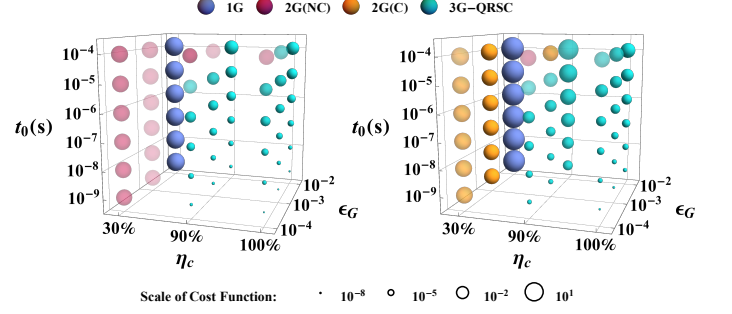 1G 2G(NC) 2G(C) 3G−QRSC
10⁻⁴ 10⁻⁴
10⁻⁵ 10⁻⁵
10⁻⁶ 10⁻⁶
t₀(s) t₀(s)
10⁻⁷ 10⁻⁷
10⁻⁸ 10⁻⁸
10⁻² 10⁻²
10⁻⁹ 10⁻⁹
10⁻³ ϵG 10⁻³ ϵG
30% 10⁻⁴ 30% 10⁻⁴
90% 100% 90% 100%
ηc ηc
Scale of Cost Function: 10⁻⁸ 10⁻⁵ 10⁻² 10¹